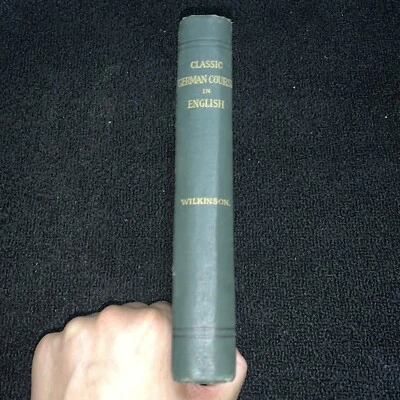 CLASSIC
GERMAN COURSE
IN
ENGLISH
WILKINSON.